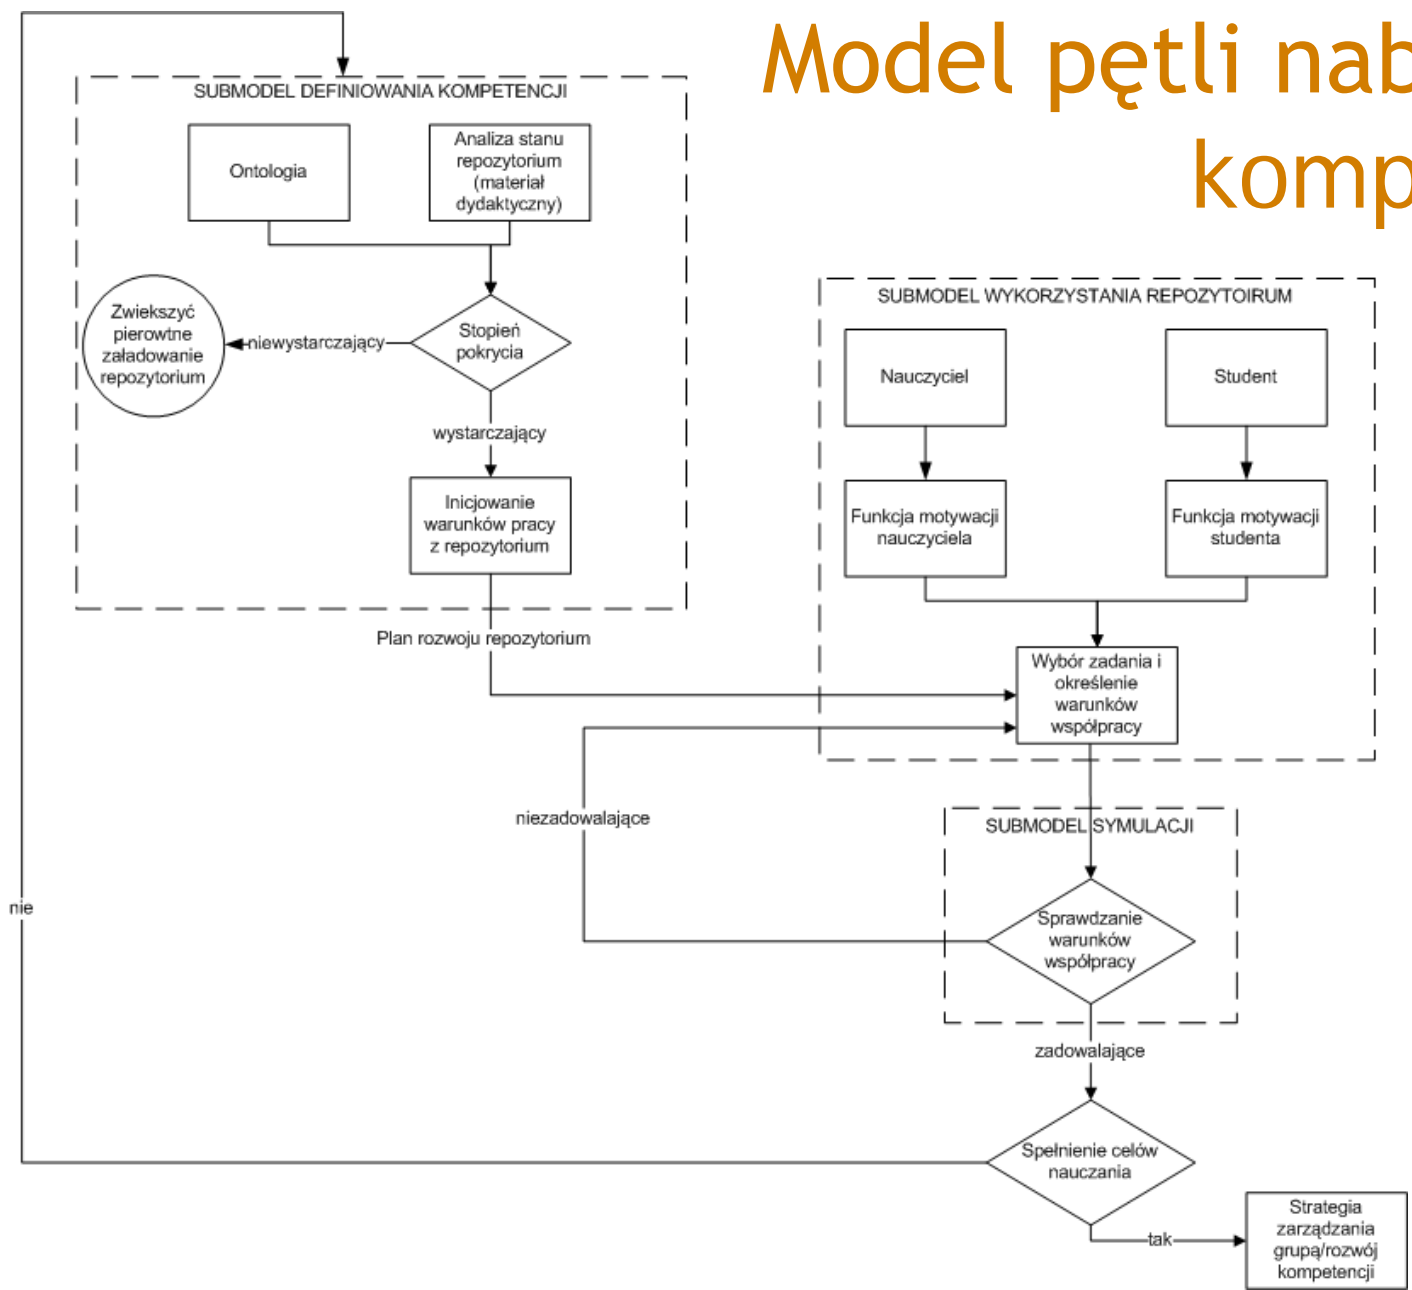 Model pętli nab
komp
SUBMODEL DEFINIOWANIA KOMPETENCJI
Ontologia
Analiza stanu
repozytorium
(materiał
dydaktyczny)
Zwiekszyć
pierowtne
załadowanie
repozytorium
niewystarczający
Stopień
pokrycia
wystarczający
Inicjowanie
warunków pracy
z repozytorium
Plan rozwoju repozytorium
SUBMODEL WYKORZYSTANIA REPOZYTOIRUM
Nauczyciel
Student
Funkcja motywacji
nauczyciela
Funkcja motywacji
studenta
Wybór zadania i
określenie
warunków
współpracy
niezadowalające
SUBMODEL SYMULACJI
Sprawdzanie
warunków
współpracy
nie
zadowalające
Spełnienie celów
nauczania
tak
Strategia
zarządzania
grupą/rozwój
kompetencji